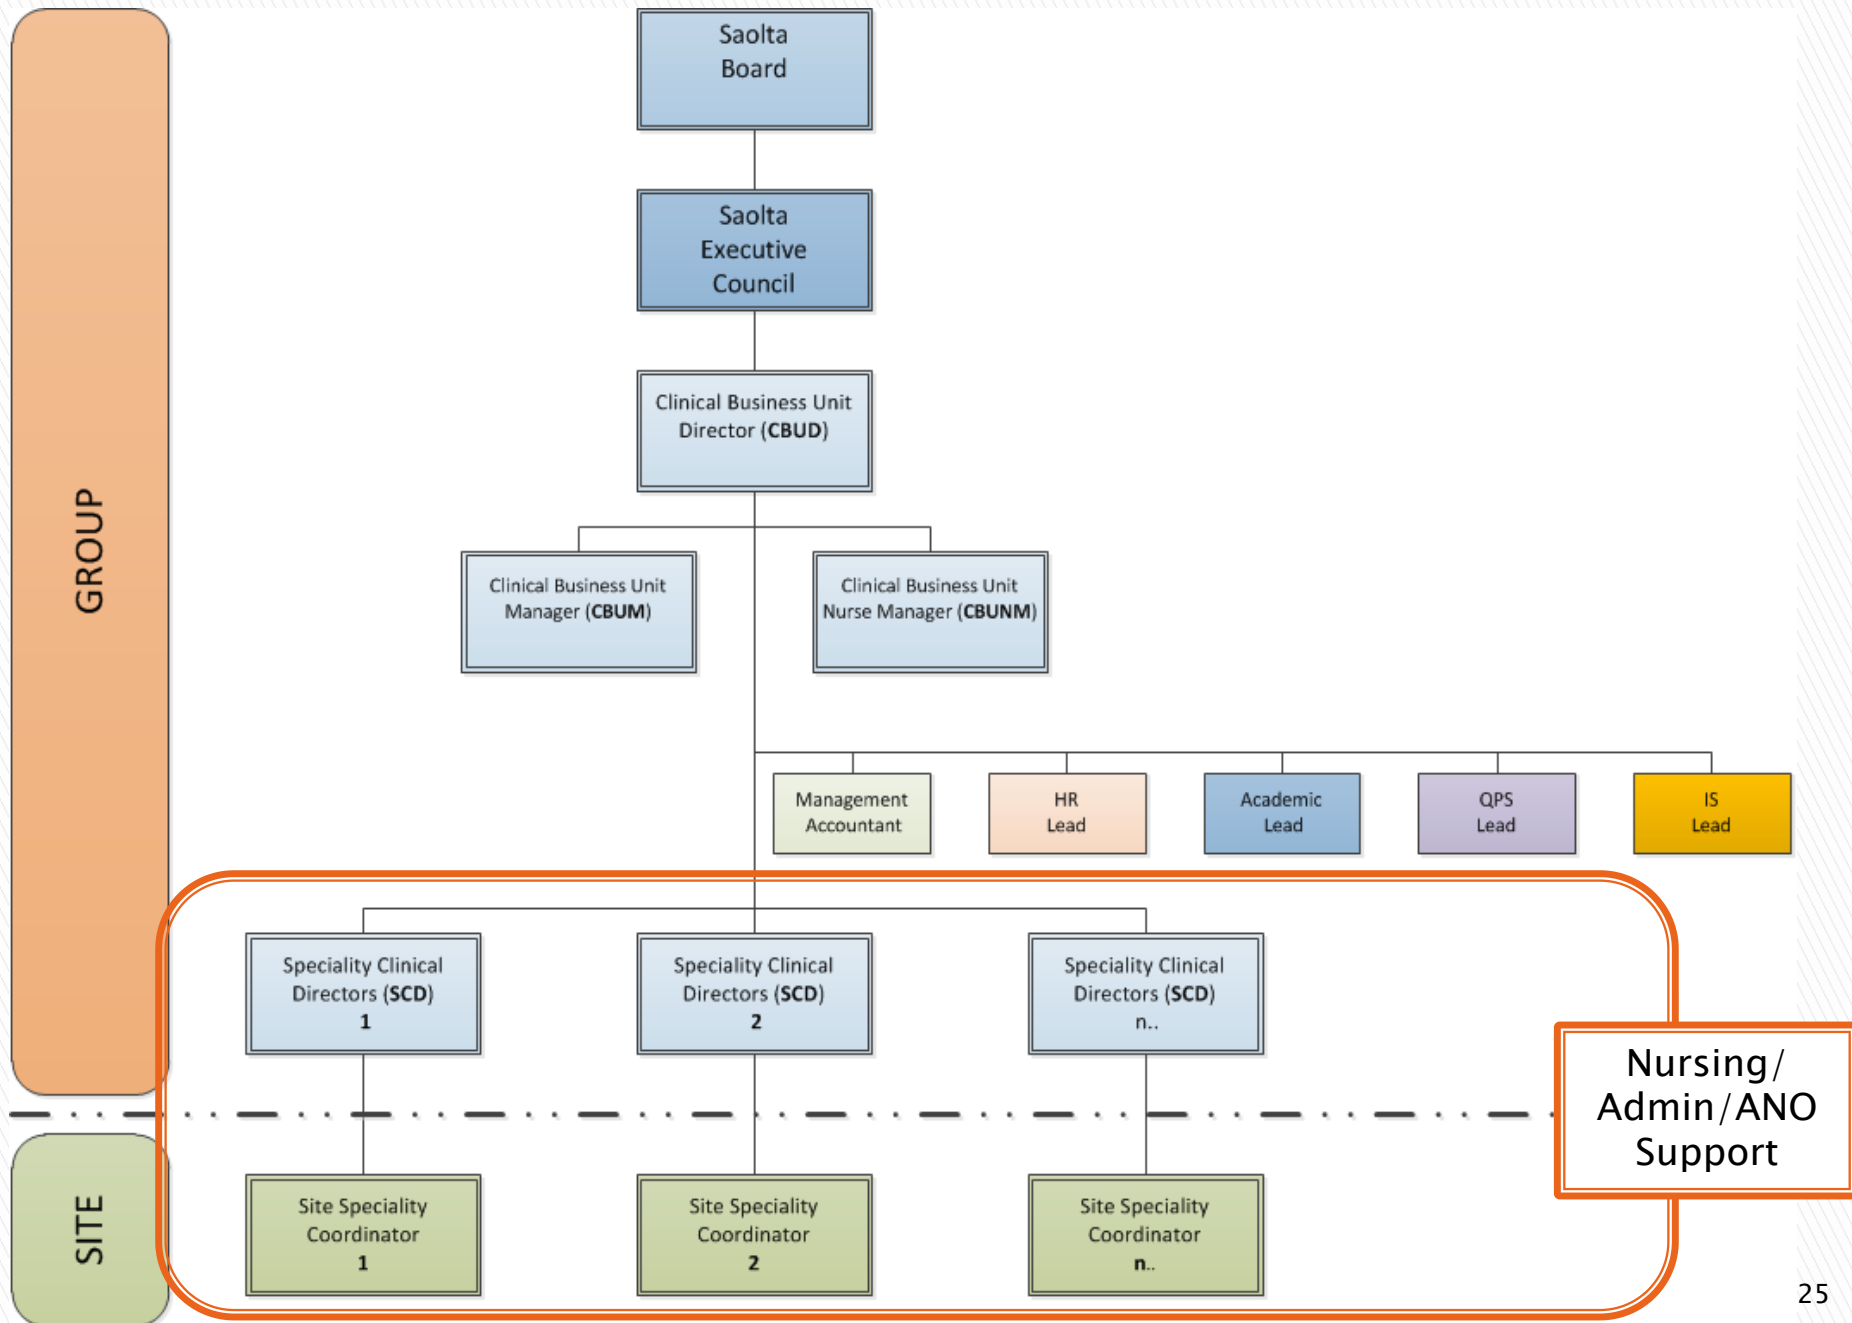 Saolta
Board
Saolta
Executive
Council
Clinical Business Unit
Director (CBUD)
GROUP
Clinical Business Unit
Manager (CBUM)
Clinical Business Unit
Nurse Manager (CBUNM)
Management
Accountant
HR
Lead
Academic
Lead
QPS
Lead
IS
Lead
Speciality Clinical
Directors (SCD)
1
Speciality Clinical
Directors (SCD)
2
Speciality Clinical
Directors (SCD)
n..
Nursing/
Admin/ANO
Support
SITE
Site Speciality
Coordinator
1
Site Speciality
Coordinator
2
Site Speciality
Coordinator
n..
25